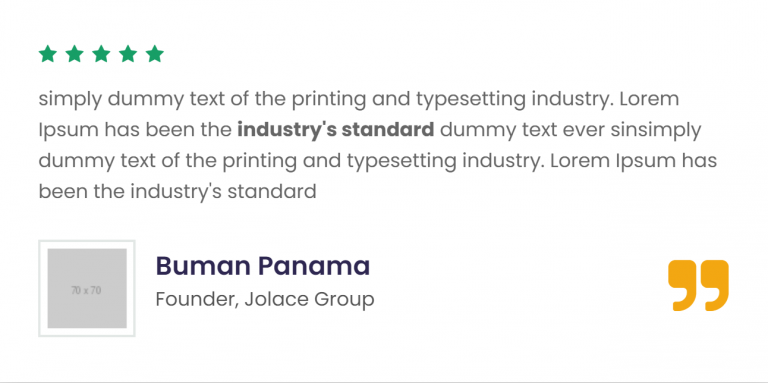 simply dummy text of the printing and typesetting industry. Lorem
Ipsum has been the industry's standard dummy text ever sinsimply
dummy text of the printing and typesetting industry. Lorem Ipsum has
been the industry's standard
70 x 70
Buman Panama
Founder, Jolace Group